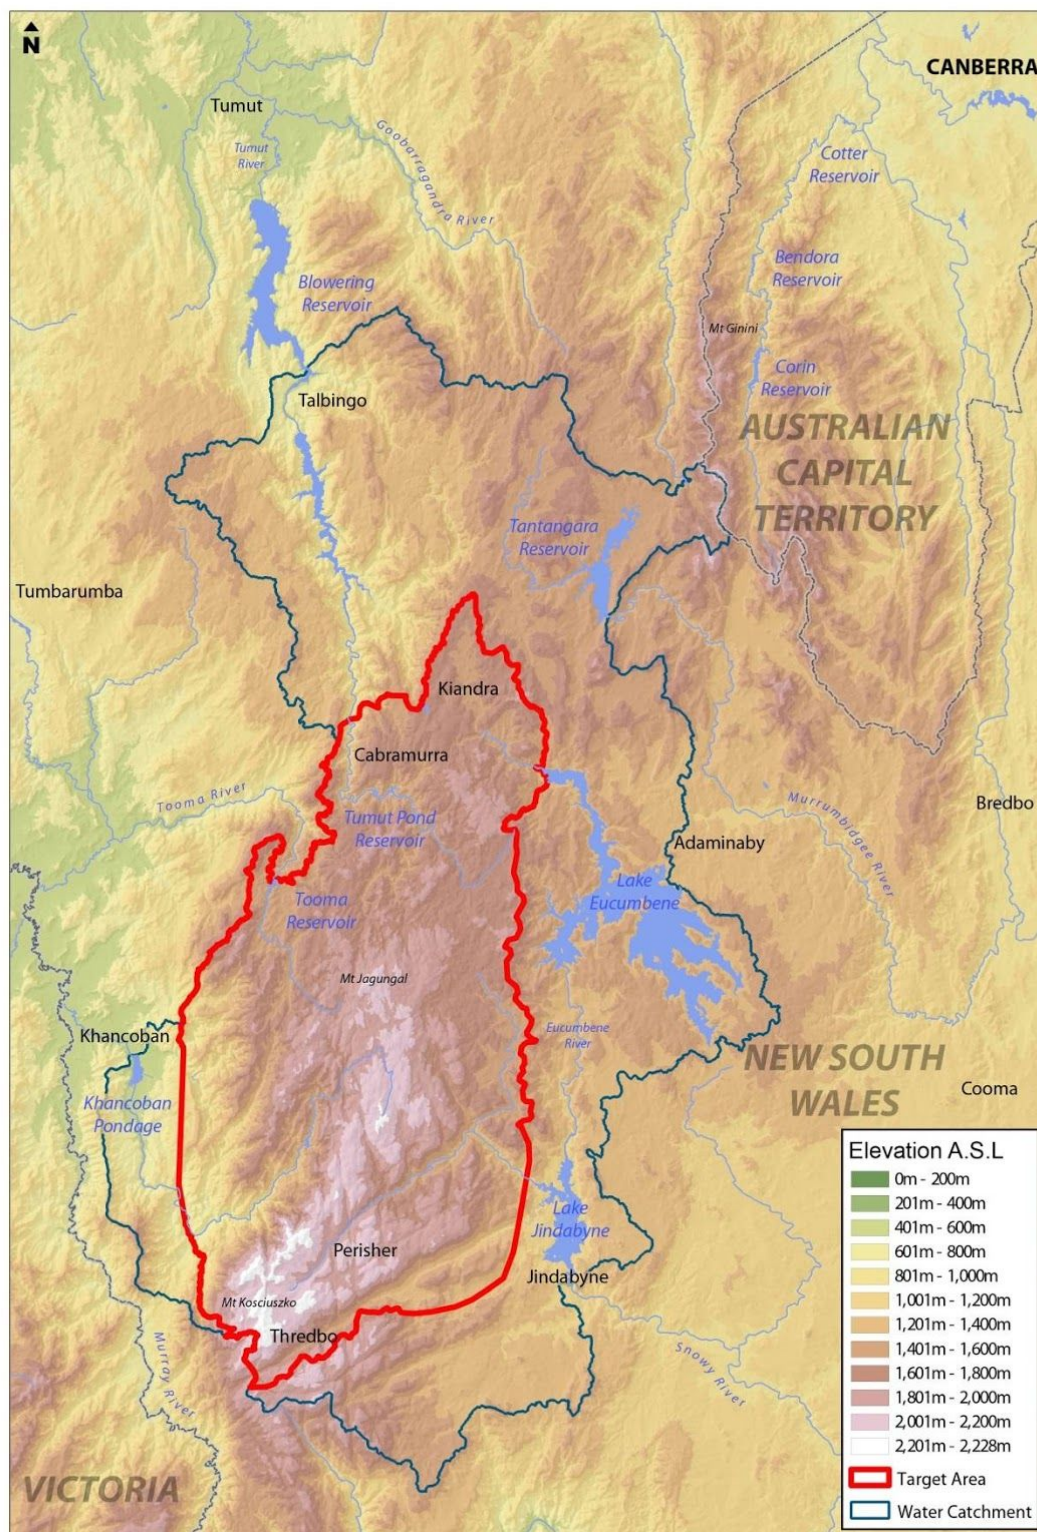 N
CANBERRA
Tumut
Tumut
River
Goobarragandra River
Cotter
Reservoir
Bendora
Reservoir
Blowering
Reservoir
Mt Ginini
Corin
Reservoir
Talbingo
AUSTRALIAN
CAPITAL
TERRITORY
Tantangara
Reservoir
Tumbarumba
Kiandra
Cabramurra
Tooma River
Tumut Pond
Reservoir
Murrumbidgee River
Bredbo
Adaminaby
Lake
Eucumbene
Tooma
Reservoir
Mt Jagungal
Khancoban
Eucumbene
River
NEW SOUTH
WALES
Cooma
Khancoban
Pondage
Lake
Jindabyne
Perisher
Jindabyne
Mt Kosciuszko
Thredbo
Murray River
Snowy River
VICTORIA
Elevation A.S.L
0m - 200m
201m - 400m
401m - 600m
601m - 800m
801m - 1,000m
1,001m - 1,200m
1,201m - 1,400m
1,401m - 1,600m
1,601m - 1,800m
1,801m - 2,000m
2,001m - 2,200m
2,201m - 2,228m
Target Area
Water Catchment